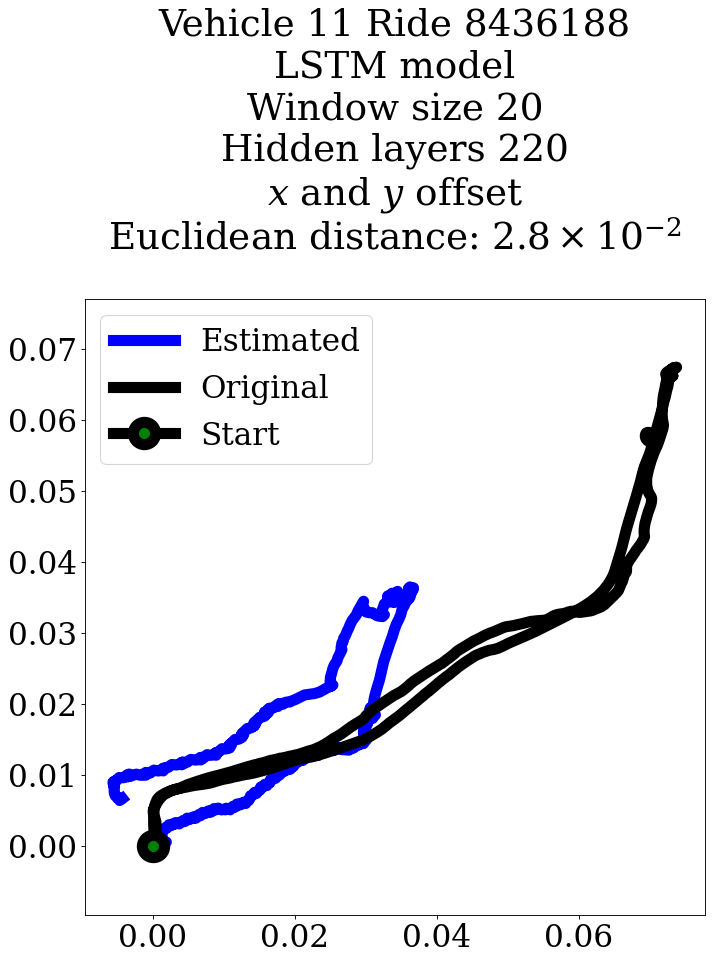 Vehicle 11 Ride 8436188
LSTM model
Window size 20
Hidden layers 220
x and y offset
Euclidean distance: 2.8 × 10⁻²
Estimated
Original
Start
0.07
0.06
0.05
0.04
0.03
0.02
0.01
0.00
0.00 0.02 0.04 0.06